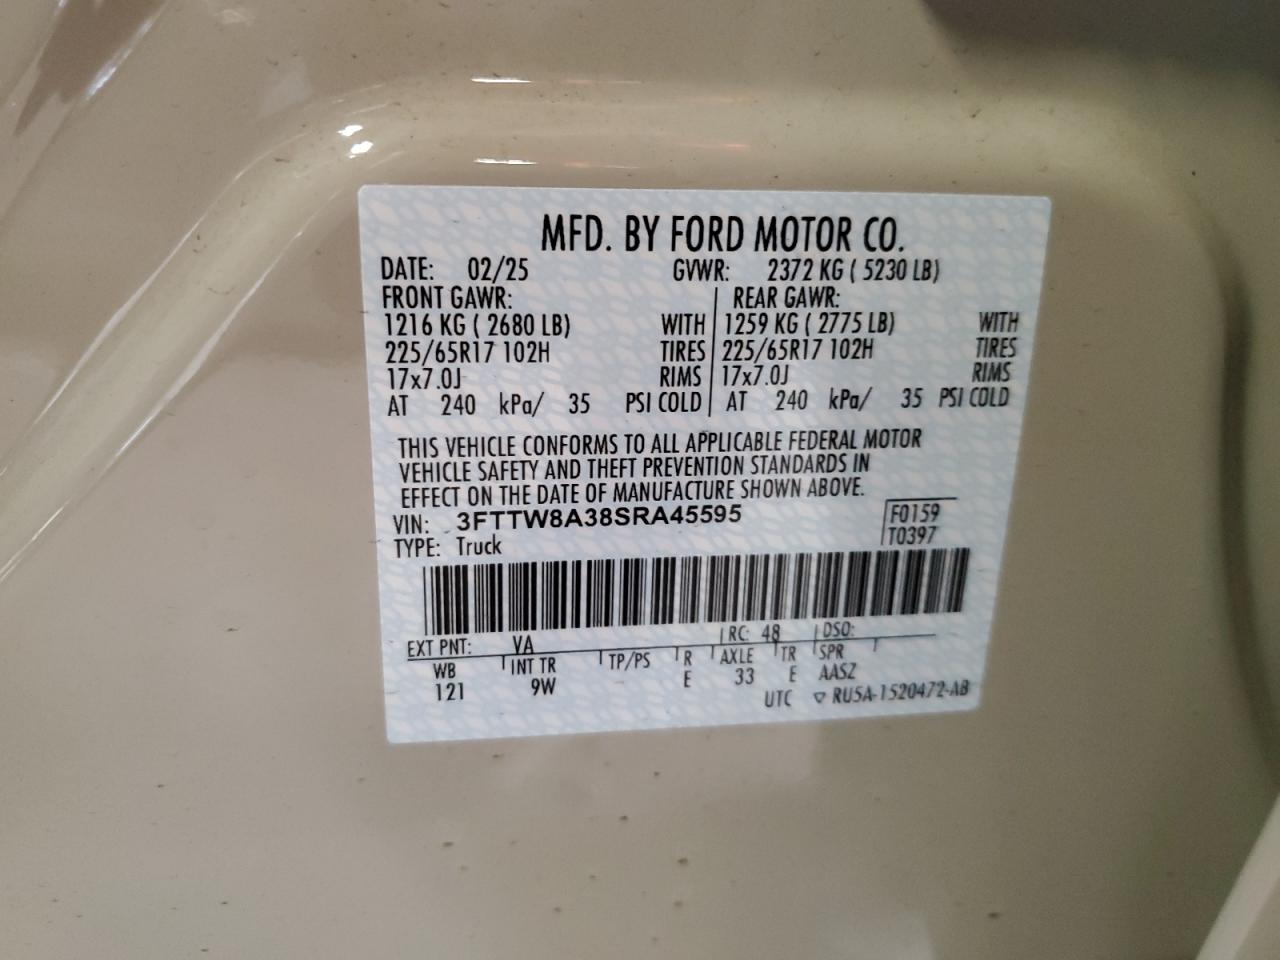 MFD. BY FORD MOTOR CO.
DATE: 02/25 GVWR: 2372 KG ( 5230 LB)
FRONT GAWR: REAR GAWR:
1216 KG ( 2680 LB) WITH 1259 KG ( 2775 LB) WITH
225/65R17 102H TIRES 225/65R17 102H TIRES
17x7.0J RIMS 17x7.0J RIMS
AT 240 kPa/ 35 PSI COLD AT 240 kPa/ 35 PSI COLD
THIS VEHICLE CONFORMS TO ALL APPLICABLE FEDERAL MOTOR
VEHICLE SAFETY AND THEFT PREVENTION STANDARDS IN
EFFECT ON THE DATE OF MANUFACTURE SHOWN ABOVE.
VIN: 3FTTW8A38SRA45595 F0159
TYPE: Truck T0397
EXT PNT: VA RC: 48 DSO:
WB INT TR TP/PS R AXLE TR SPR
121 9W E 33 E AASZ
UTC ▽ RU5A-1520472-AB